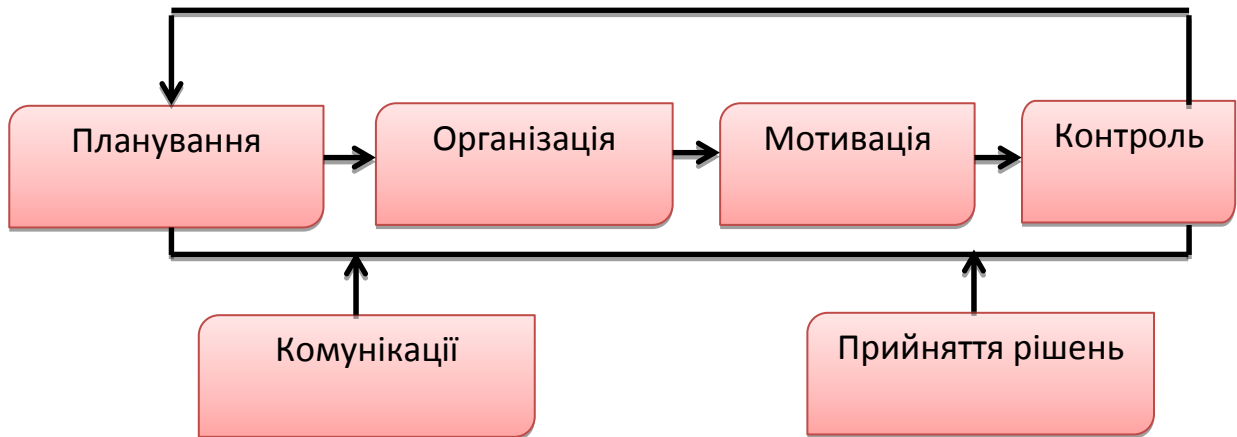 Планування
Організація
Мотивація
Контроль
Комунікації
Прийняття рішень